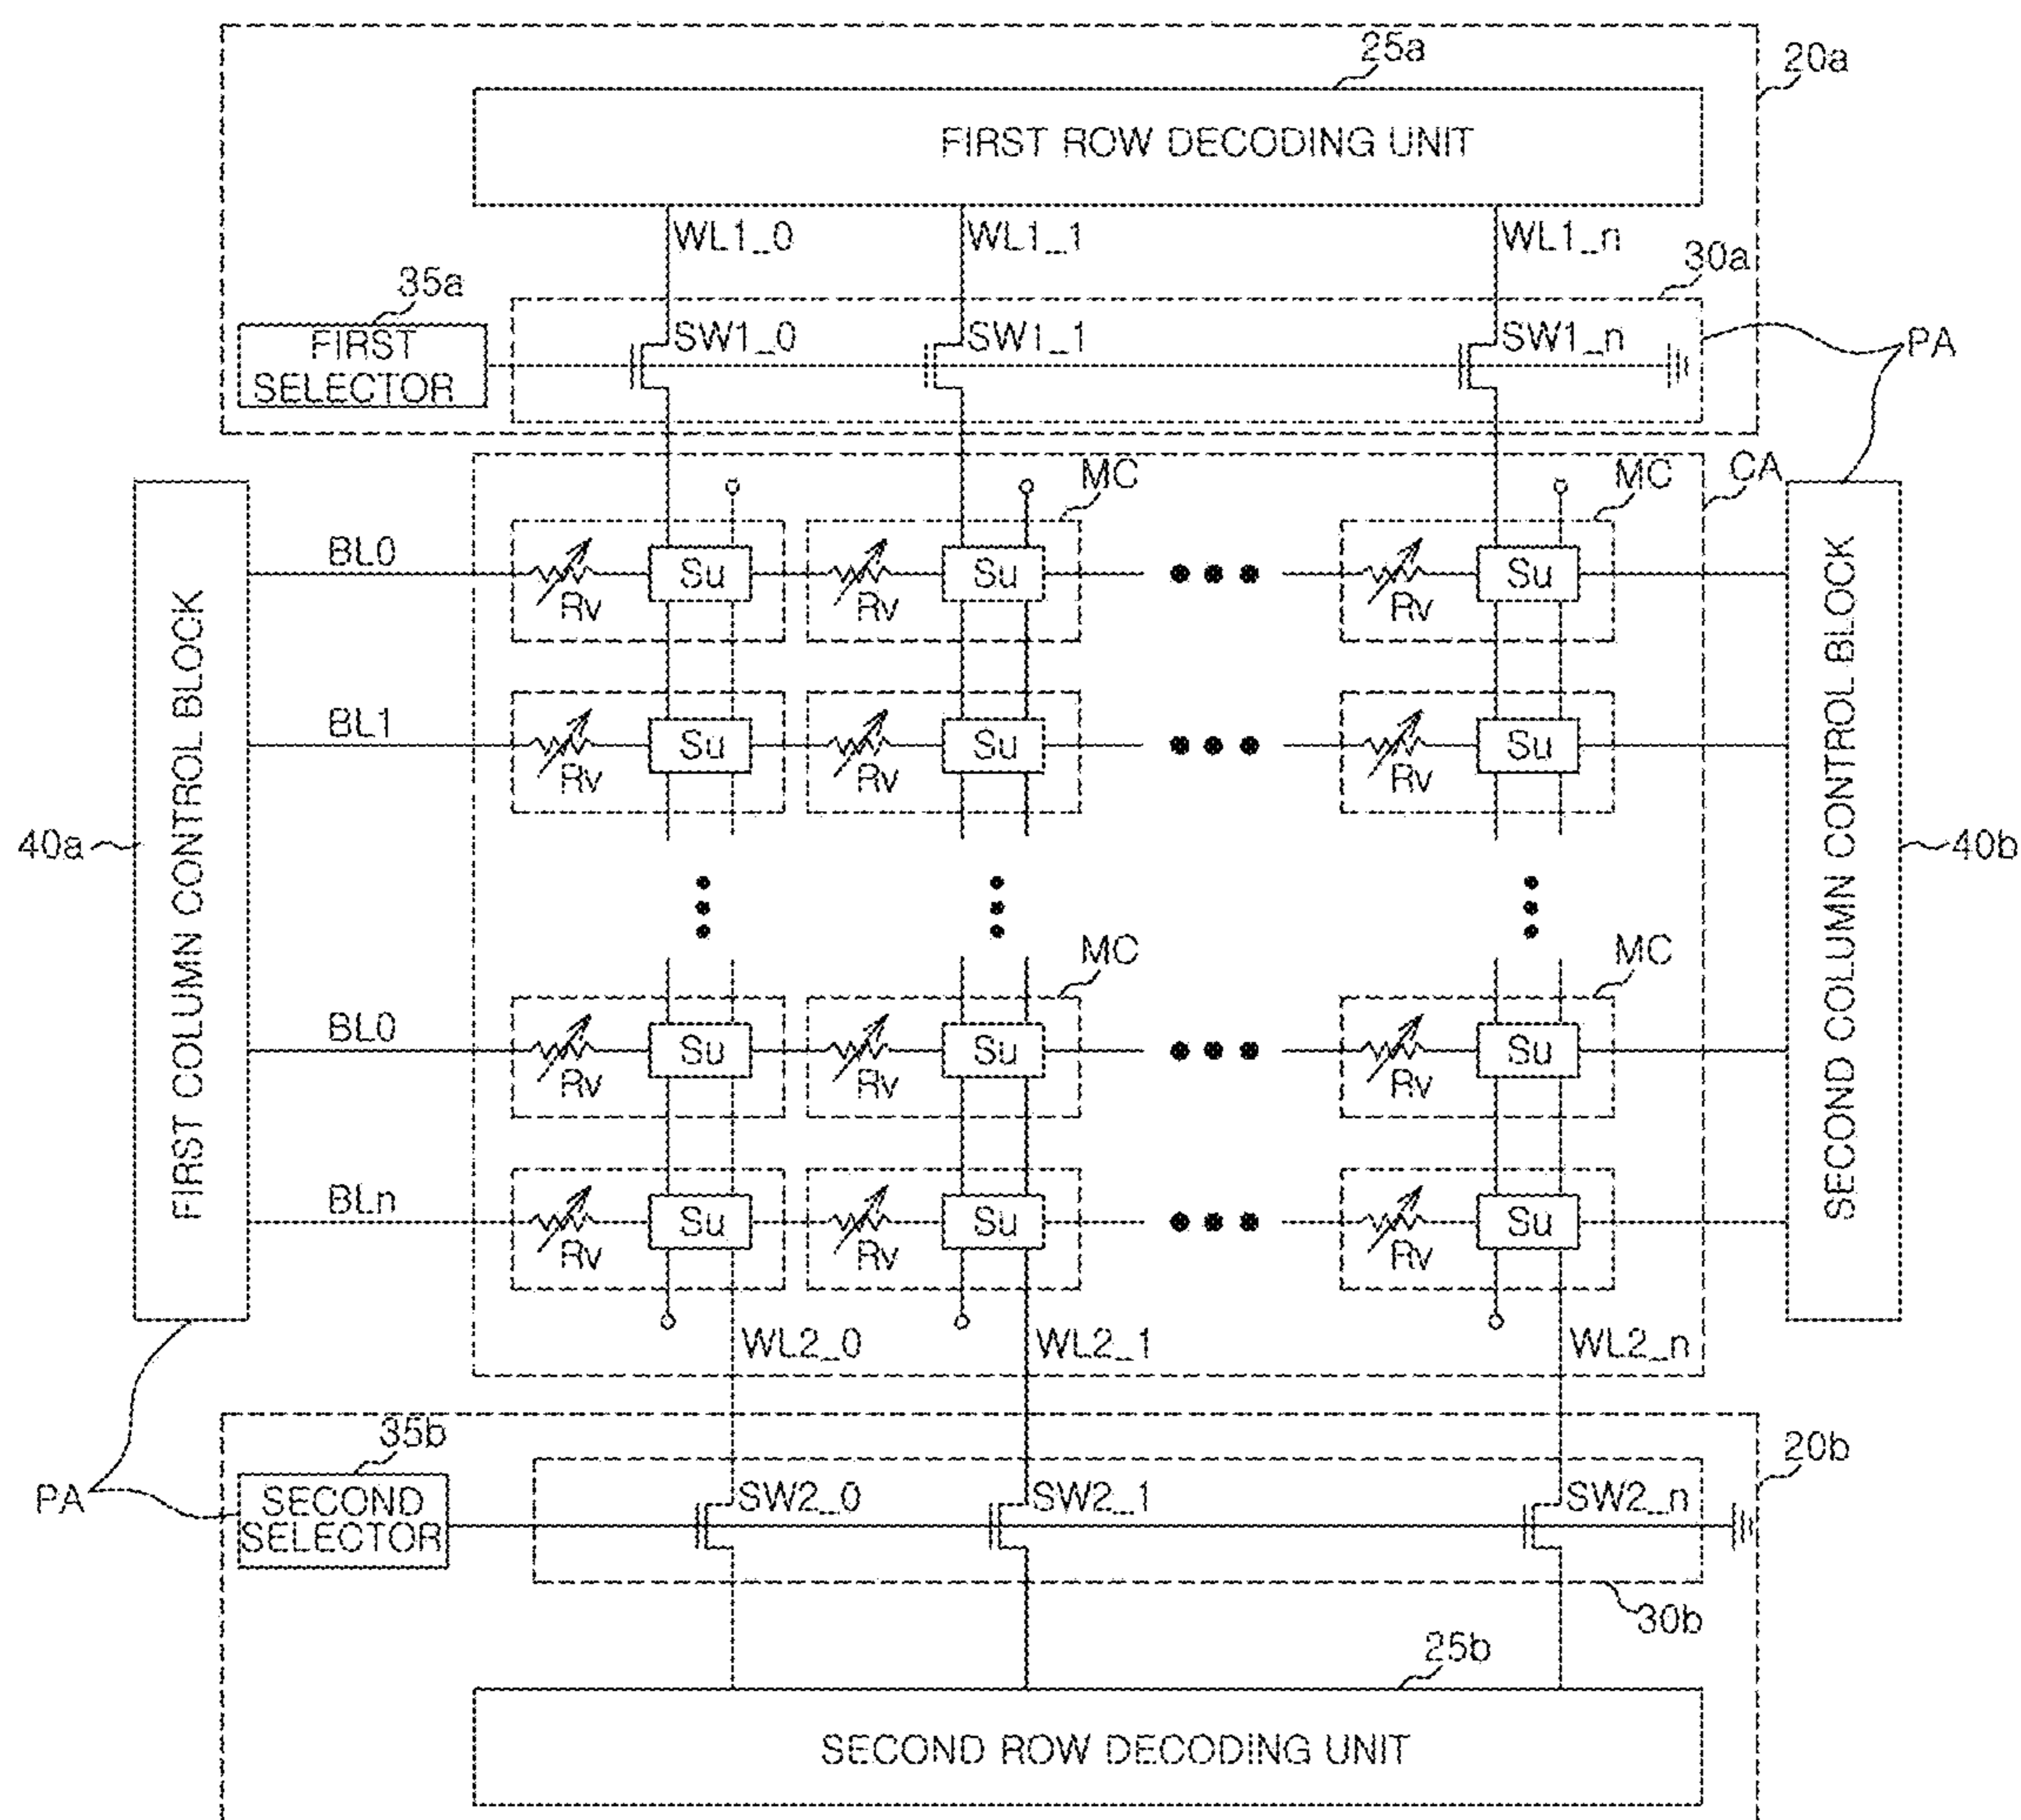 25a
20a
FIRST ROW DECODING UNIT
WL1_0 WL1_1 WL1_n
30a
35a
FIRST
SELECTOR
SW1_0 SW1_1 SW1_n
PA
MC MC CA
BL0
Su Su Su
Rv Rv Rv
BL1
Su Su Su
Rv Rv Rv
FIRST COLUMN CONTROL BLOCK
SECOND COLUMN CONTROL BLOCK
40a
40b
MC MC
BL0
Su Su Su
Rv Rv Rv
BLn
Su Su Su
Rv Rv Rv
WL2_0 WL2_1 WL2_n
35b
20b
PA
SECOND
SELECTOR
SW2_0 SW2_1 SW2_n
30b
25b
SECOND ROW DECODING UNIT